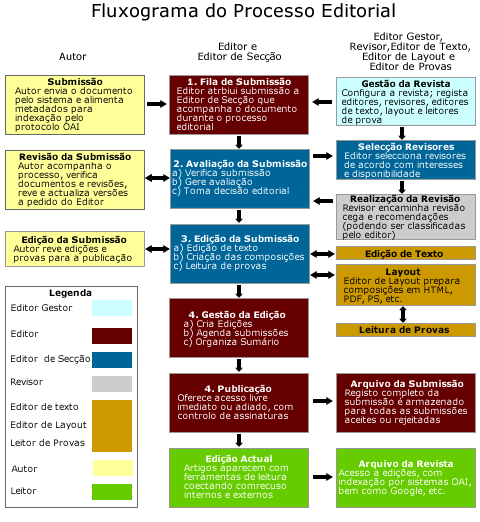 Fluxograma do Processo Editorial
Autor
Editor e
Editor de Secção
Editor Gestor,
Revisor,Editor de Texto,
Editor de Layout e
Editor de Provas
Submissão
Autor envia o documento
pelo sistema e alimenta
metadados para
indexação pelo
protocolo OAI
1. Fila de Submissão
Editor atrbiui submissão a
Editor de Secção que
acompanha o documento
durante o processo
editorial
Gestão da Revista
Configura a revista; regista
editores, revisores, editores
de texto, layout e leitores
de prova
Revisão da Submissão
Autor acompanha o
processo, verifica
documentos e revisões,
reve e actualiza versões
a pedido do Editor
2. Avaliação da Submissão
a) Verifica submissão
b) Gere avaliação
c) Toma decisão editorial
Selecção Revisores
Editor selecciona revisores
de acordo com interesses
e disponibilidade
Realização da Revisão
Revisor encaminha revisão
cega e recomendações
(podendo ser classificadas
pelo editor)
Edição da Submissão
Autor reve edições e
provas para a publicação
3. Edição da Submissão
a) Edição de texto
b) Criação das composições
c) Leitura de provas
Edição de Texto
Layout
Editor de Layout prepara
composições em HTML,
PDF, PS, etc.
Leitura de Provas
4. Gestão da Edição
a) Cria Edições
b) Agenda submissões
c) Organiza Sumário
4. Publicação
Oferece acesso livre
imediato ou adiado, com
controlo de assinaturas
Arquivo da Submissão
Registo completo da
submissão é armazenado
para todas as submissões
aceites ou rejeitadas
Edição Actual
Artigos aparecem com
ferramentas de leitura
coectando comrecuso
internos e externos
Arquivo da Revista
Acesso a edições, com
indexação por sistemas OAI,
bem como Google, etc.
Legenda
Editor Gestor
Editor
Editor de Secção
Revisor
Editor de texto
Editor de Layout
Leitor de Provas
Autor
Leitor